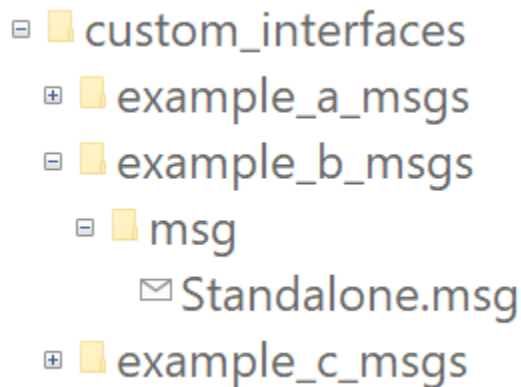 custom_interfaces
example_a_msgs
example_b_msgs
msg
Standalone.msg
example_c_msgs